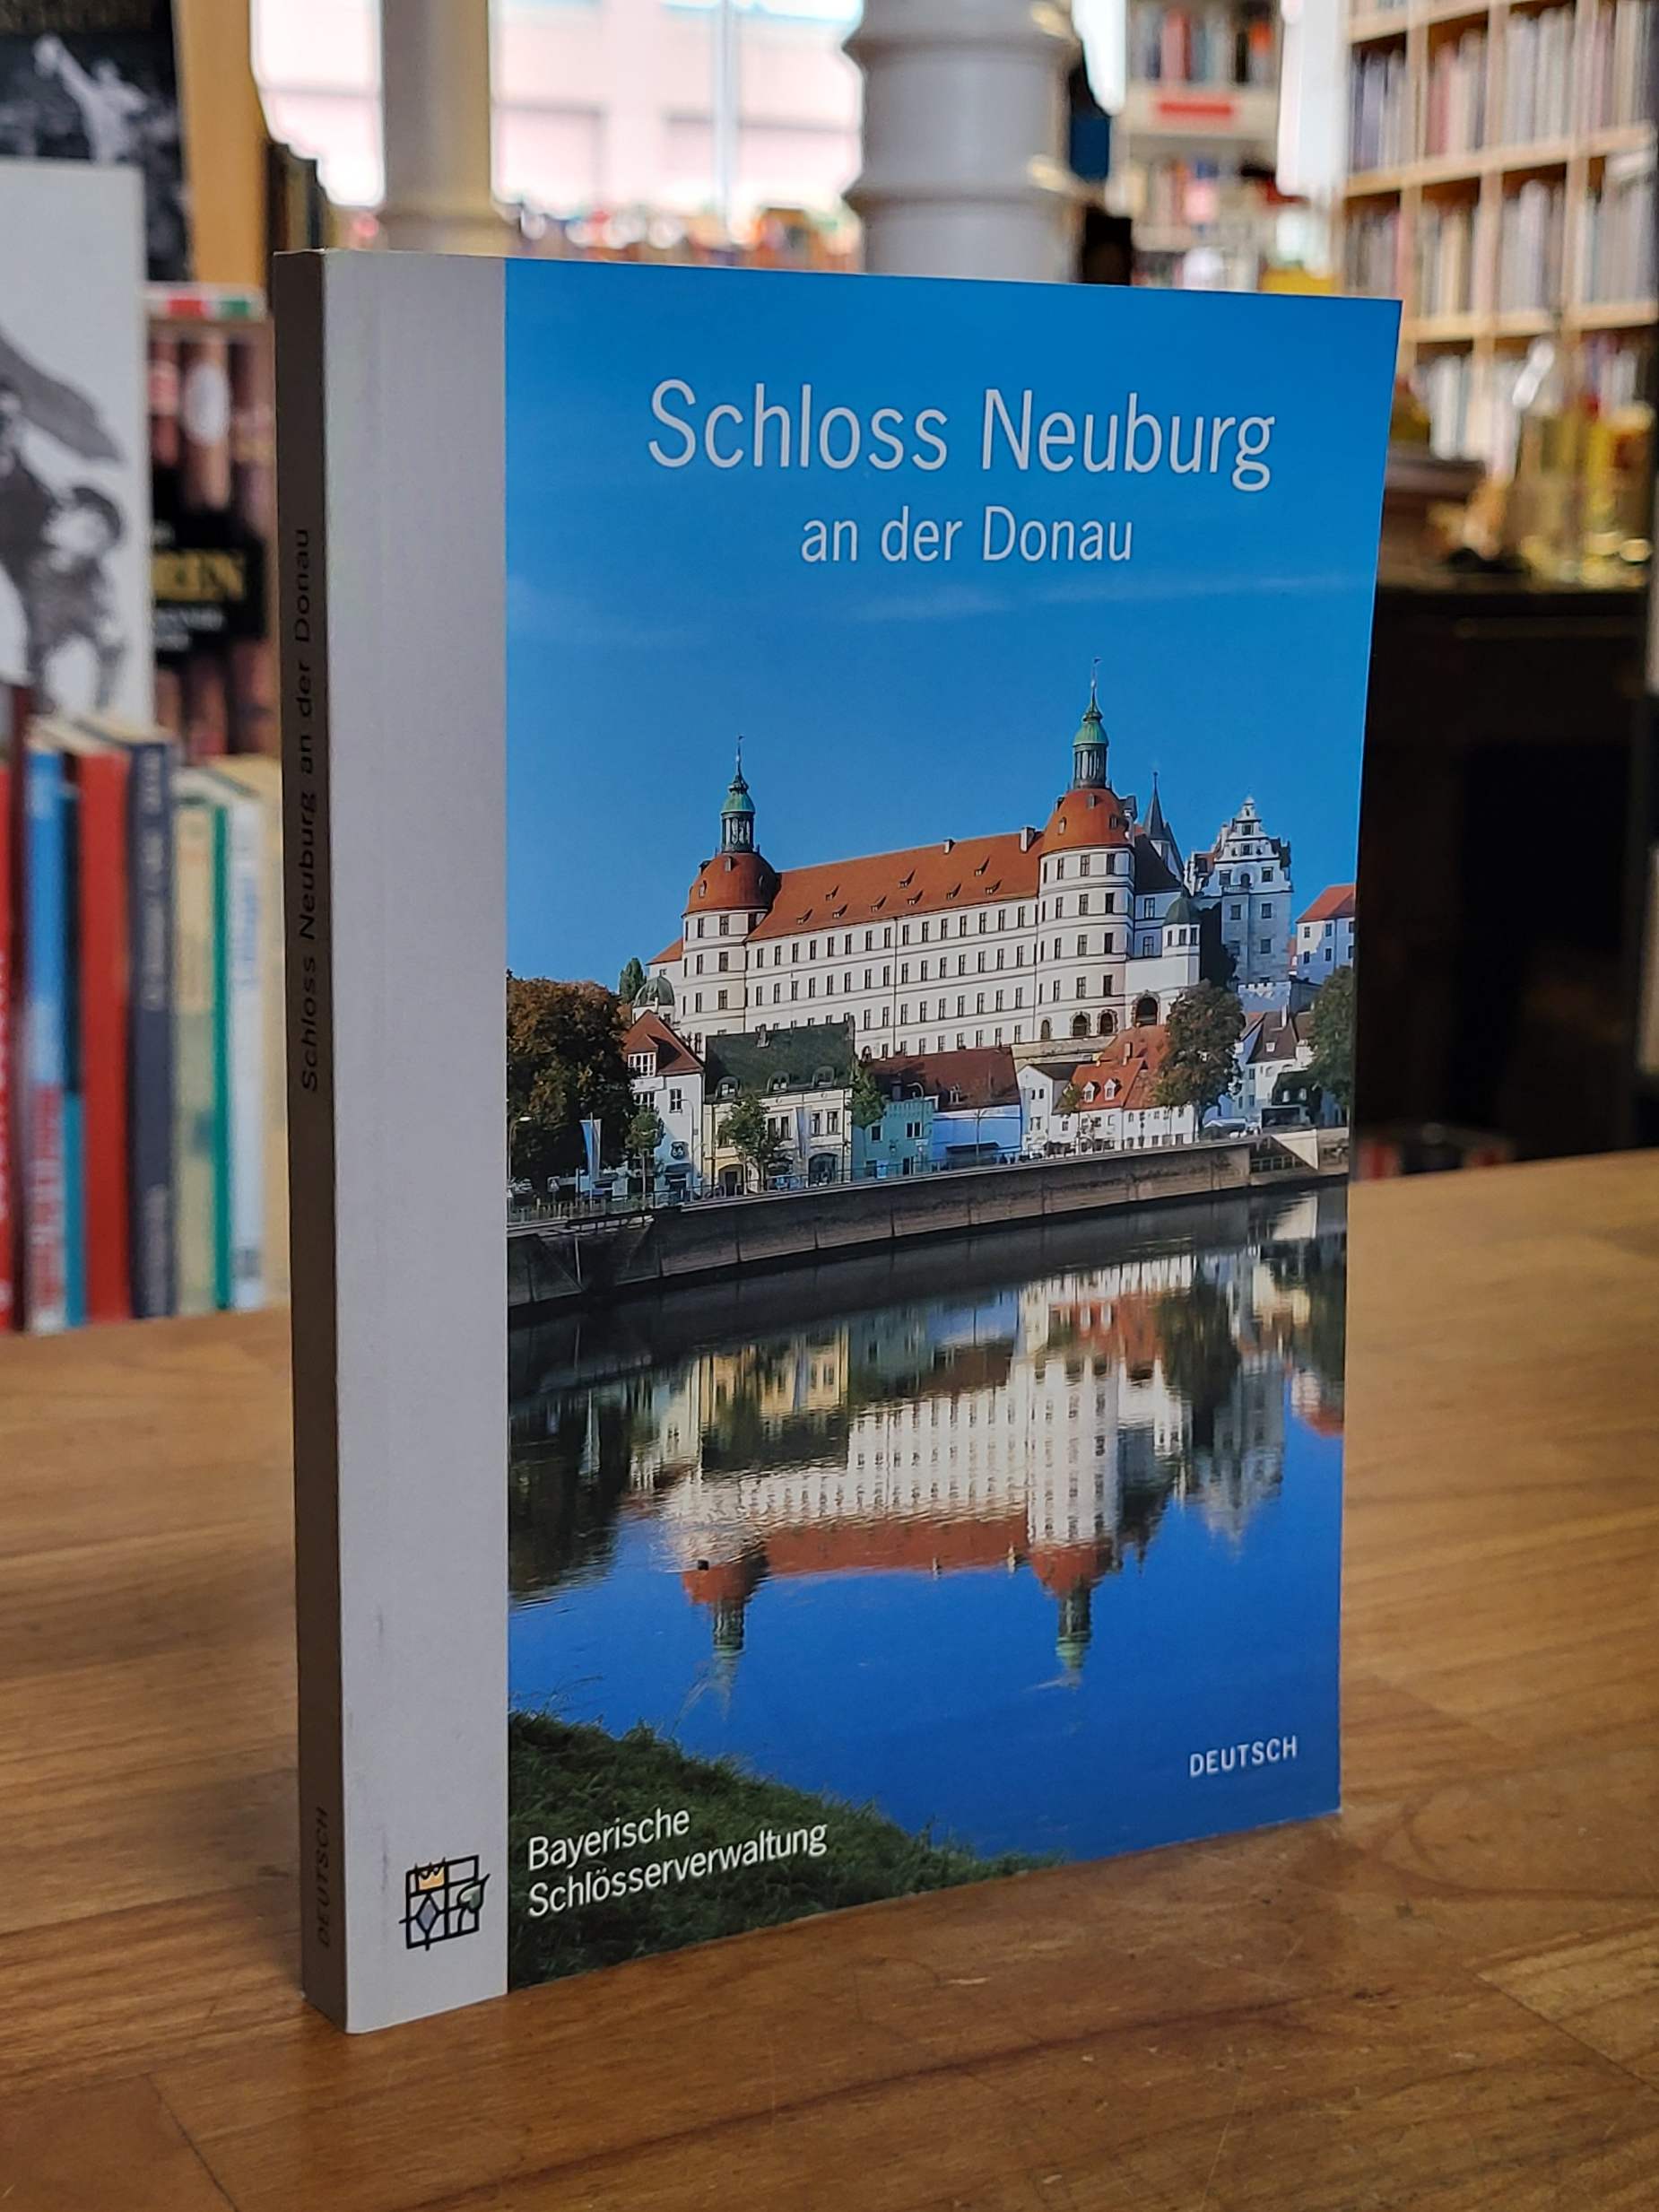 Schloss Neuburg
an der Donau
DEUTSCH
Bayerische
Schlösserverwaltung
Schloss Neuburg an der Donau
DEUTSCH